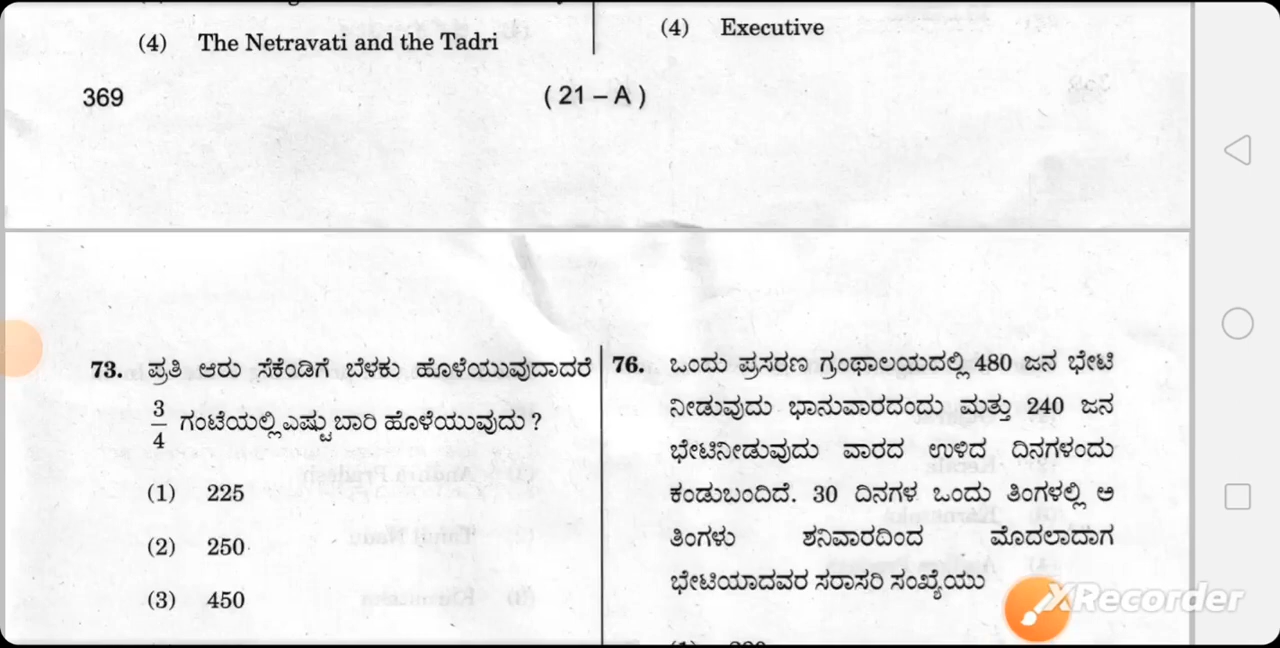 (4) The Netravati and the Tadri
(4) Executive
369
( 21 – A )
73. ಪ್ರತಿ ಆರು ಸೆಕೆಂಡಿಗೆ ಬೆಳಕು ಹೊಳೆಯುವುದಾದರೆ
3/4 ಗಂಟೆಯಲ್ಲಿ ಎಷ್ಟು ಬಾರಿ ಹೊಳೆಯುವುದು ?
(1) 225
(2) 250
(3) 450
76. ಒಂದು ಪ್ರಸರಣ ಗ್ರಂಥಾಲಯದಲ್ಲಿ 480 ಜನ ಭೇಟಿ
ನೀಡುವುದು ಭಾನುವಾರದಂದು ಮತ್ತು 240 ಜನ
ಭೇಟಿನೀಡುವುದು ವಾರದ ಉಳಿದ ದಿನಗಳಂದು
ಕಂಡುಬಂದಿದೆ. 30 ದಿನಗಳ ಒಂದು ತಿಂಗಳಲ್ಲಿ ಆ
ತಿಂಗಳು ಶನಿವಾರದಿಂದ ಮೊದಲಾದಾಗ
ಭೇಟಿಯಾದವರ ಸರಾಸರಿ ಸಂಖ್ಯೆಯು
XRecorder